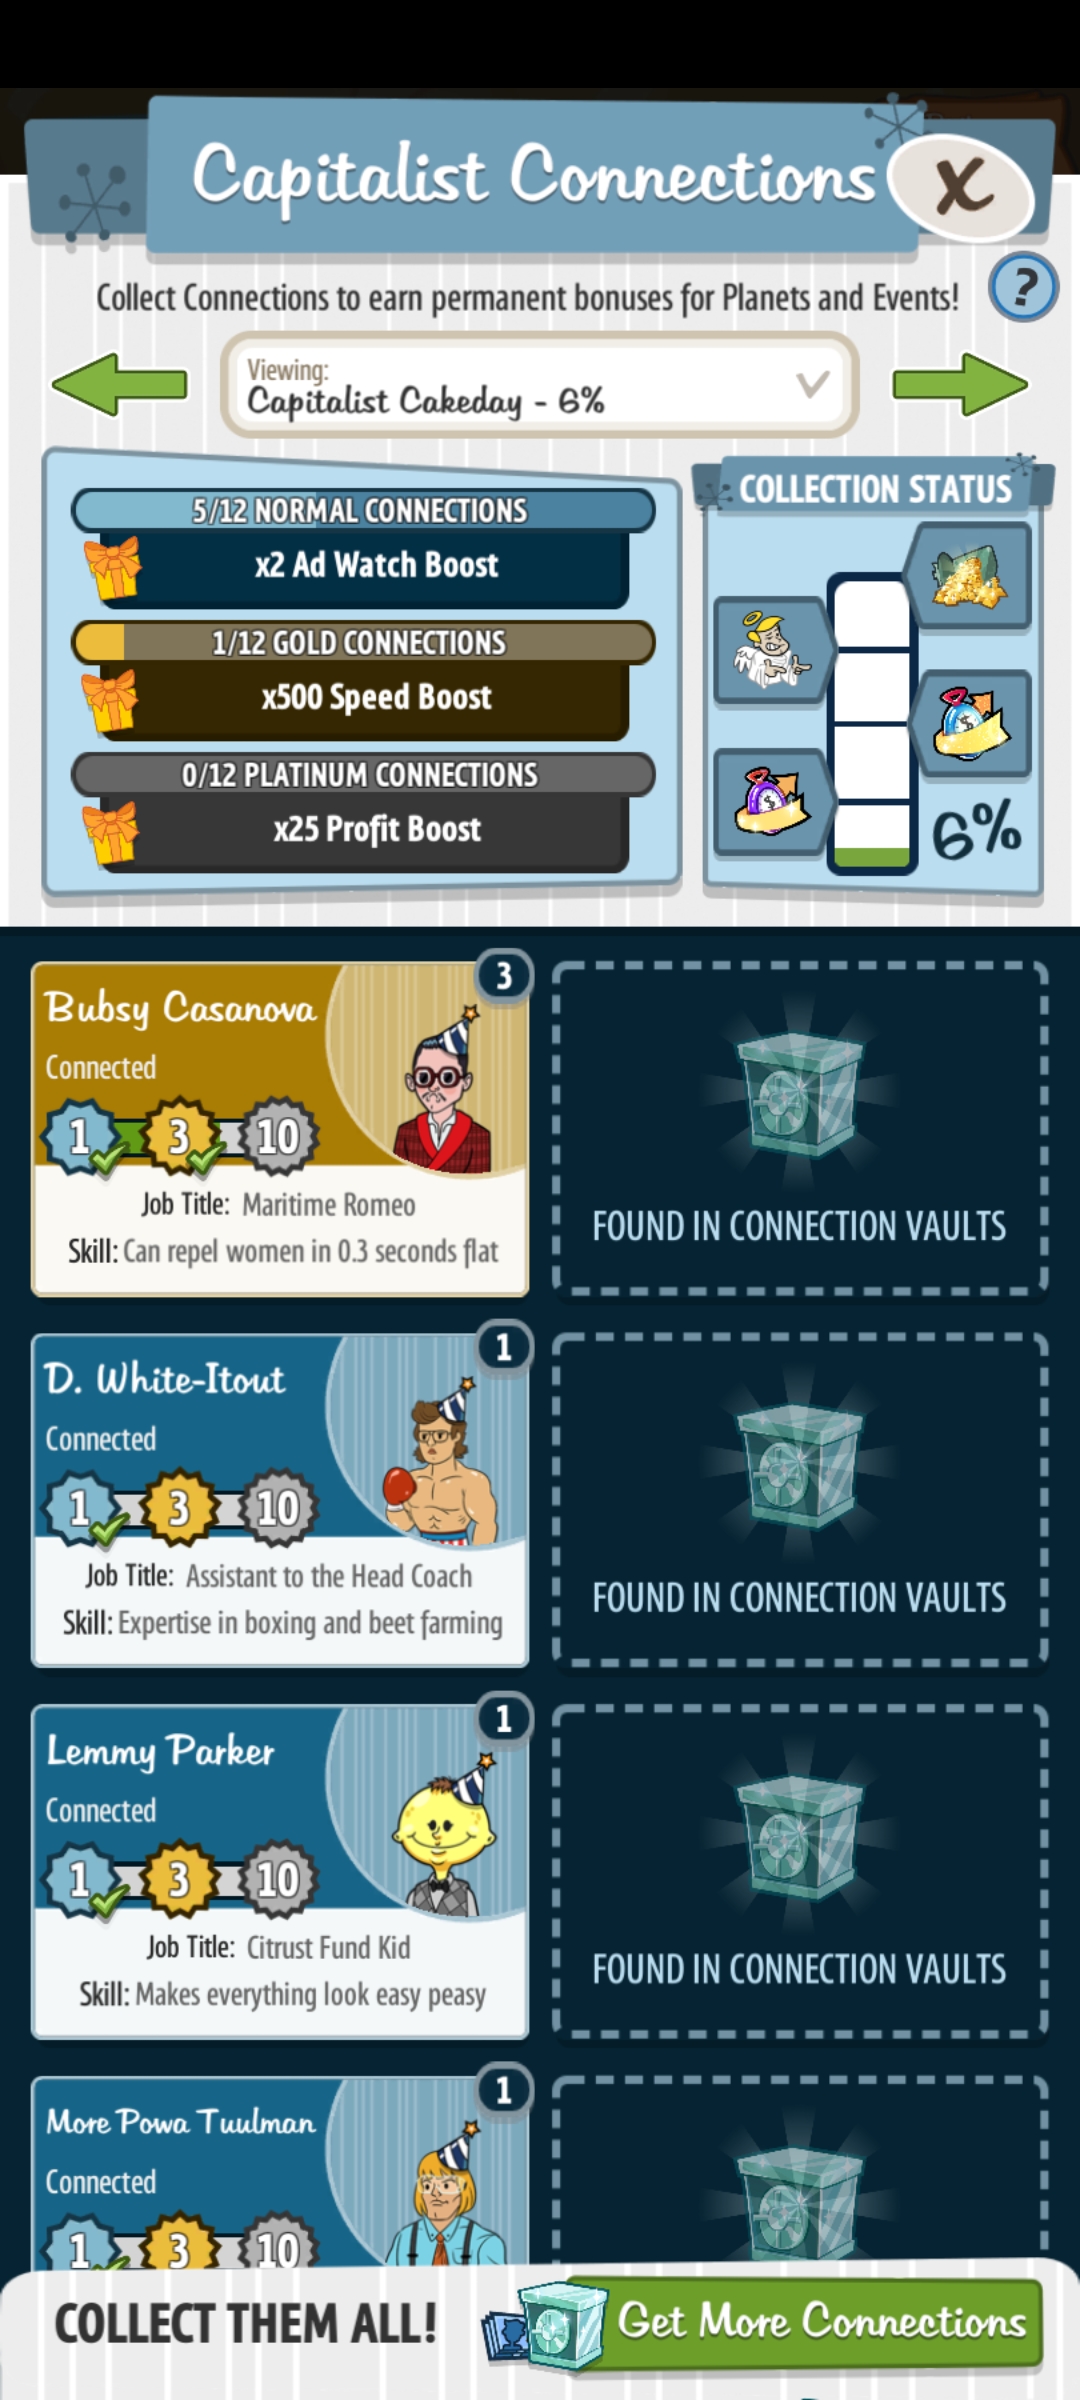 Capitalist Connections
X
Collect Connections to earn permanent bonuses for Planets and Events!
?
Viewing:
Capitalist Cakeday - 6%
5/12 NORMAL CONNECTIONS
x2 Ad Watch Boost
1/12 GOLD CONNECTIONS
x500 Speed Boost
0/12 PLATINUM CONNECTIONS
x25 Profit Boost
COLLECTION STATUS
6%
3
Bubsy Casanova
Connected
1 3 10
Job Title: Maritime Romeo
Skill: Can repel women in 0.3 seconds flat
FOUND IN CONNECTION VAULTS
1
D. White-Itout
Connected
1 3 10
Job Title: Assistant to the Head Coach
Skill: Expertise in boxing and beet farming
FOUND IN CONNECTION VAULTS
1
Lemmy Parker
Connected
1 3 10
Job Title: Citrust Fund Kid
Skill: Makes everything look easy peasy
FOUND IN CONNECTION VAULTS
1
More Powa Tuulman
Connected
1 3 10
COLLECT THEM ALL!
Get More Connections